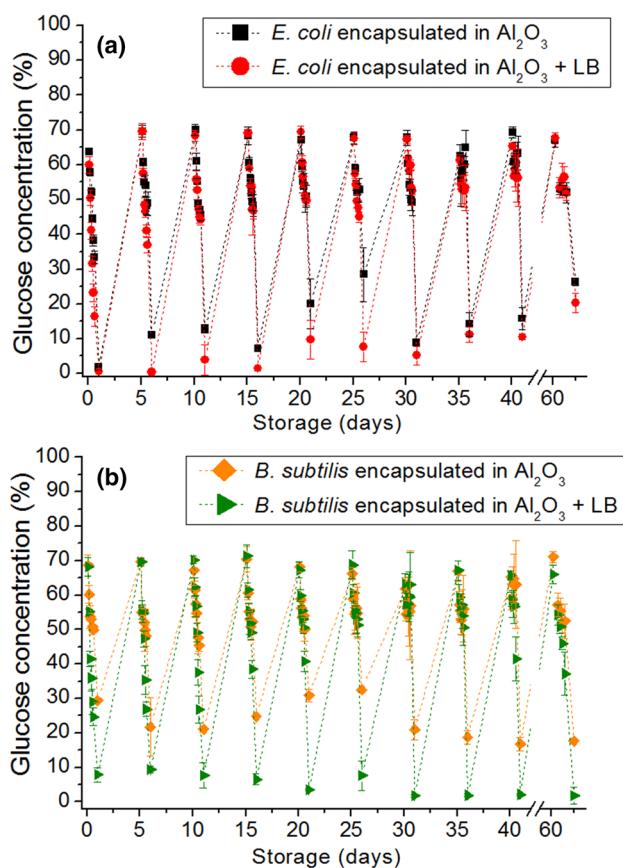 (a)
E. coli encapsulated in Al2O3
E. coli encapsulated in Al2O3 + LB
Glucose concentration (%)
100
90
80
70
60
50
40
30
20
10
0
0 5 10 15 20 25 30 35 40 60
Storage (days)
(b)
B. subtilis encapsulated in Al2O3
B. subtilis encapsulated in Al2O3 + LB
Glucose concentration (%)
100
90
80
70
60
50
40
30
20
10
0
0 5 10 15 20 25 30 35 40 60
Storage (days)